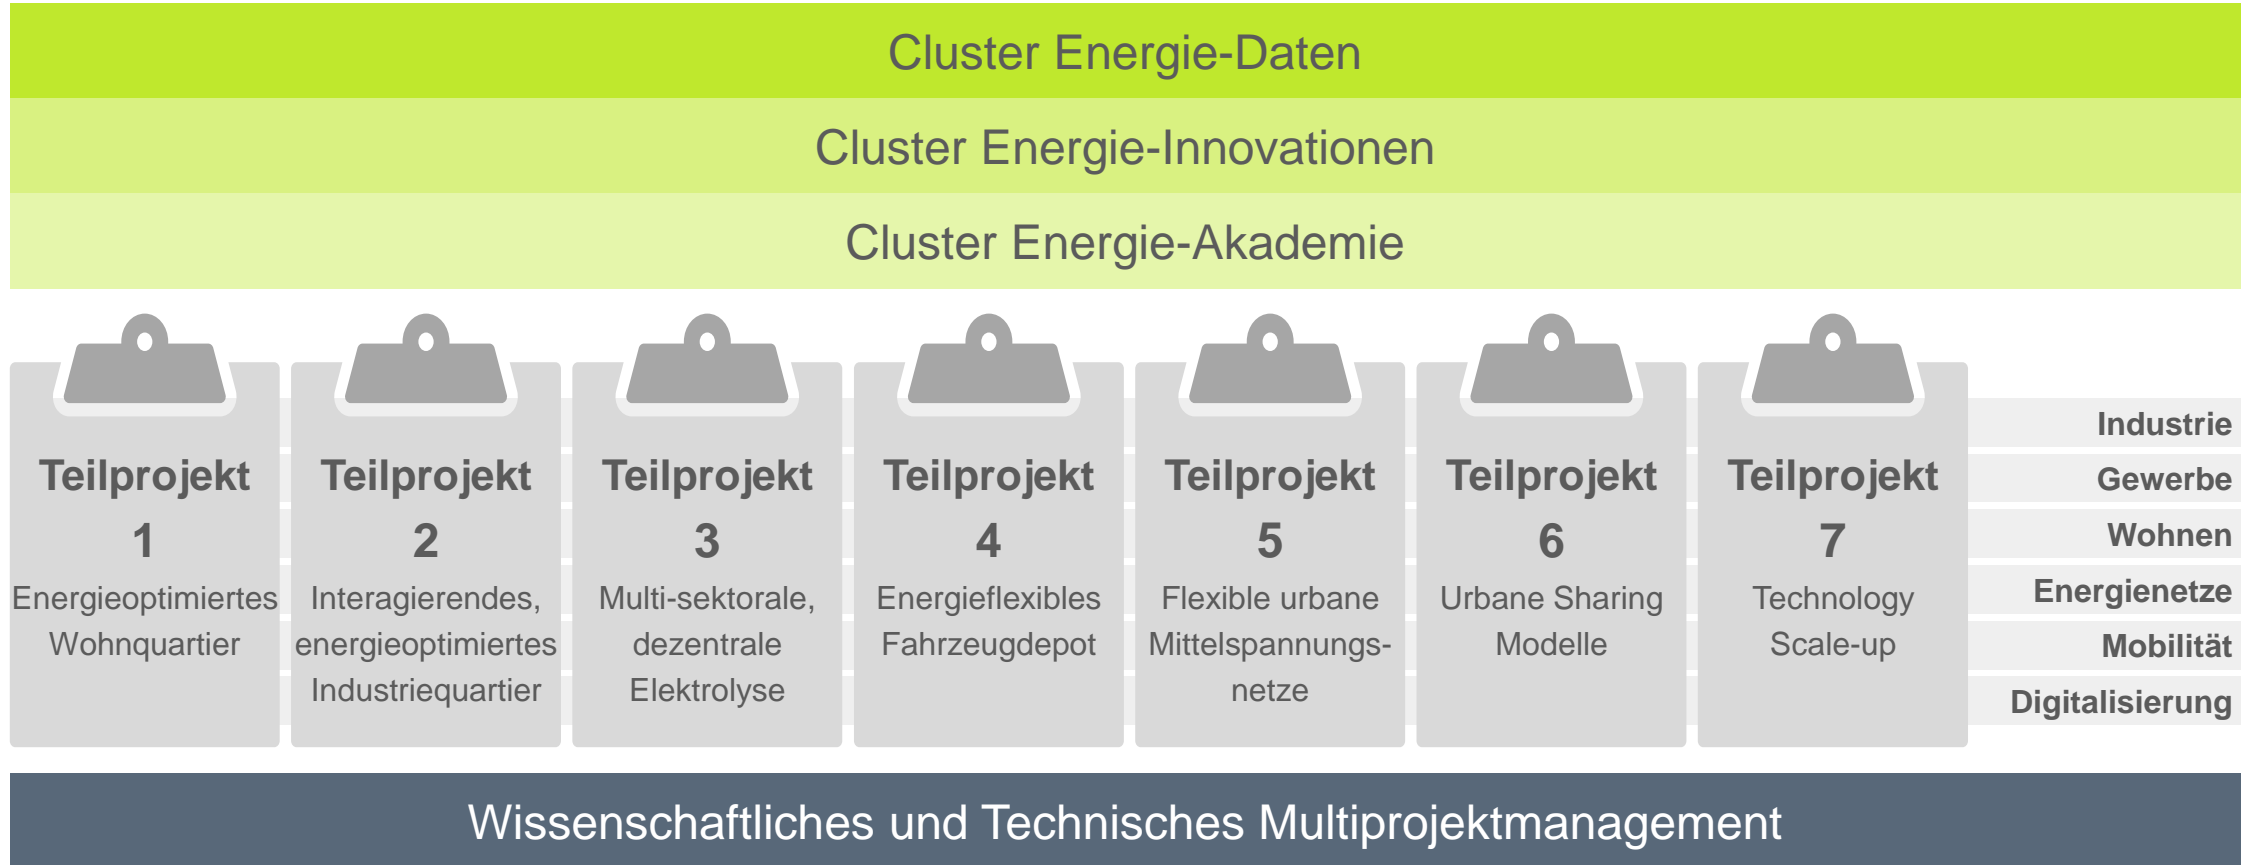 Cluster Energie-Daten
Cluster Energie-Innovationen
Cluster Energie-Akademie
Teilprojekt
1
Energieoptimiertes
Wohnquartier
Teilprojekt
2
Interagierendes,
energieoptimiertes
Industriequartier
Teilprojekt
3
Multi-sektorale,
dezentrale
Elektrolyse
Teilprojekt
4
Energieflexibles
Fahrzeugdepot
Teilprojekt
5
Flexible urbane
Mittelspannungs-
netze
Teilprojekt
6
Urbane Sharing
Modelle
Teilprojekt
7
Technology
Scale-up
Industrie
Gewerbe
Wohnen
Energienetze
Mobilität
Digitalisierung
Wissenschaftliches und Technisches Multiprojektmanagement